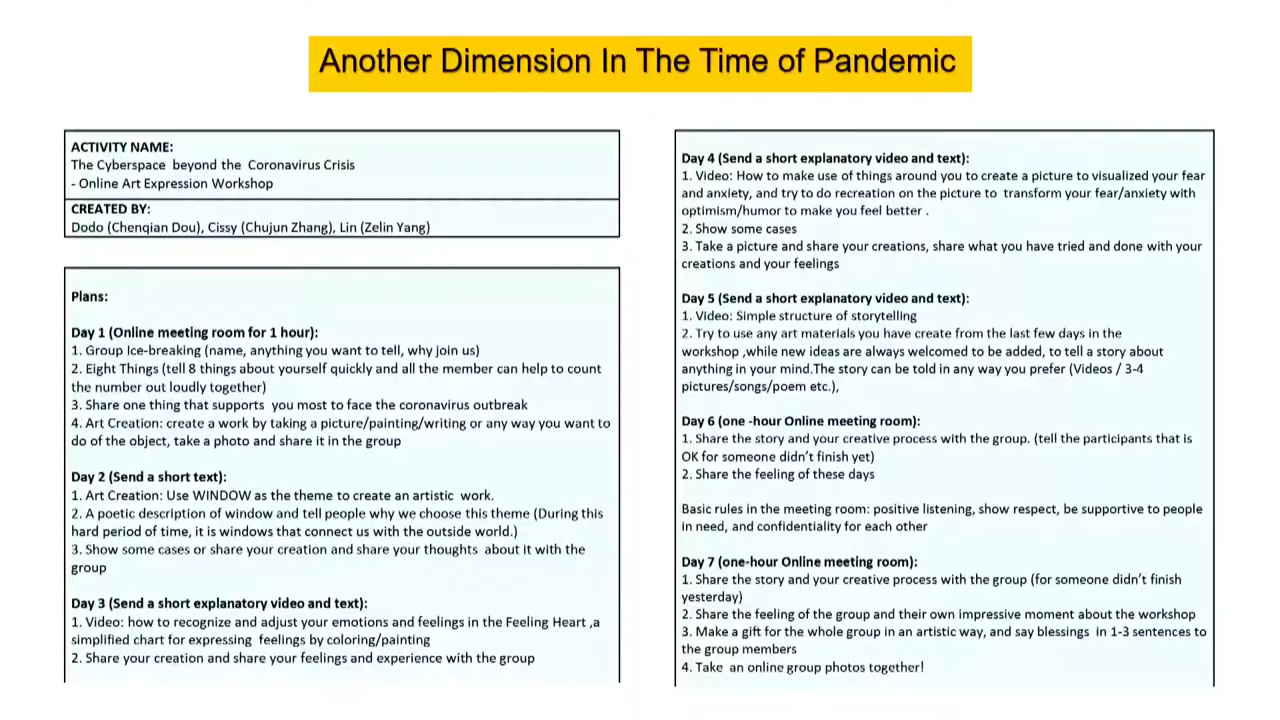 Another Dimension In The Time of Pandemic
ACTIVITY NAME:
The Cyberspace beyond the Coronavirus Crisis
- Online Art Expression Workshop
CREATED BY:
Dodo (Chenqian Dou), Cissy (Chujun Zhang), Lin (Zelin Yang)
Plans:
Day 1 (Online meeting room for 1 hour):
1. Group Ice-breaking (name, anything you want to tell, why join us)
2. Eight Things (tell 8 things about yourself quickly and all the member can help to count
the number out loudly together)
3. Share one thing that supports you most to face the coronavirus outbreak
4. Art Creation: create a work by taking a picture/painting/writing or any way you want to
do of the object, take a photo and share it in the group
Day 2 (Send a short text):
1. Art Creation: Use WINDOW as the theme to create an artistic work.
2. A poetic description of window and tell people why we choose this theme (During this
hard period of time, it is windows that connect us with the outside world.)
3. Show some cases or share your creation and share your thoughts about it with the
group
Day 3 (Send a short explanatory video and text):
1. Video: how to recognize and adjust your emotions and feelings in the Feeling Heart ,a
simplified chart for expressing feelings by coloring/painting
2. Share your creation and share your feelings and experience with the group
Day 4 (Send a short explanatory video and text):
1. Video: How to make use of things around you to create a picture to visualized your fear
and anxiety, and try to do recreation on the picture to transform your fear/anxiety with
optimism/humor to make you feel better .
2. Show some cases
3. Take a picture and share your creations, share what you have tried and done with your
creations and your feelings
Day 5 (Send a short explanatory video and text):
1. Video: Simple structure of storytelling
2. Try to use any art materials you have create from the last few days in the
workshop ,while new ideas are always welcomed to be added, to tell a story about
anything in your mind.The story can be told in any way you prefer (Videos / 3-4
pictures/songs/poem etc.),
Day 6 (one -hour Online meeting room):
1. Share the story and your creative process with the group. (tell the participants that is
OK for someone didn't finish yet)
2. Share the feeling of these days
Basic rules in the meeting room: positive listening, show respect, be supportive to people
in need, and confidentiality for each other
Day 7 (one-hour Online meeting room):
1. Share the story and your creative process with the group (for someone didn't finish
yesterday)
2. Share the feeling of the group and their own impressive moment about the workshop
3. Make a gift for the whole group in an artistic way, and say blessings in 1-3 sentences to
the group members
4. Take an online group photos together!